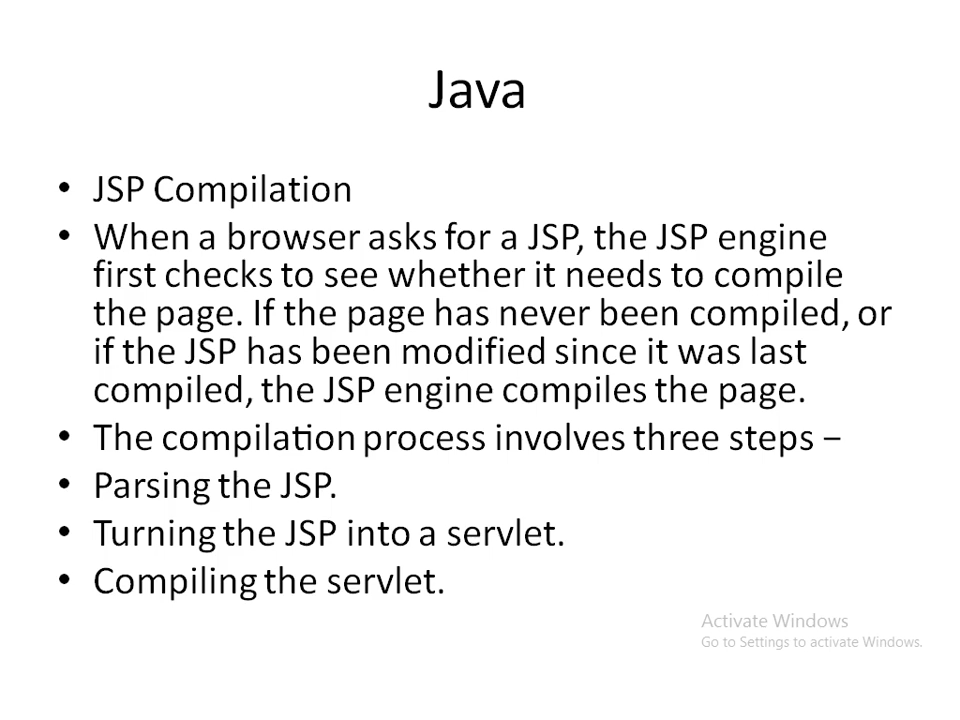 Java
• JSP Compilation
• When a browser asks for a JSP, the JSP engine
first checks to see whether it needs to compile
the page. If the page has never been compiled, or
if the JSP has been modified since it was last
compiled, the JSP engine compiles the page.
• The compilation process involves three steps −
• Parsing the JSP.
• Turning the JSP into a servlet.
• Compiling the servlet.
Activate Windows
Go to Settings to activate Windows.